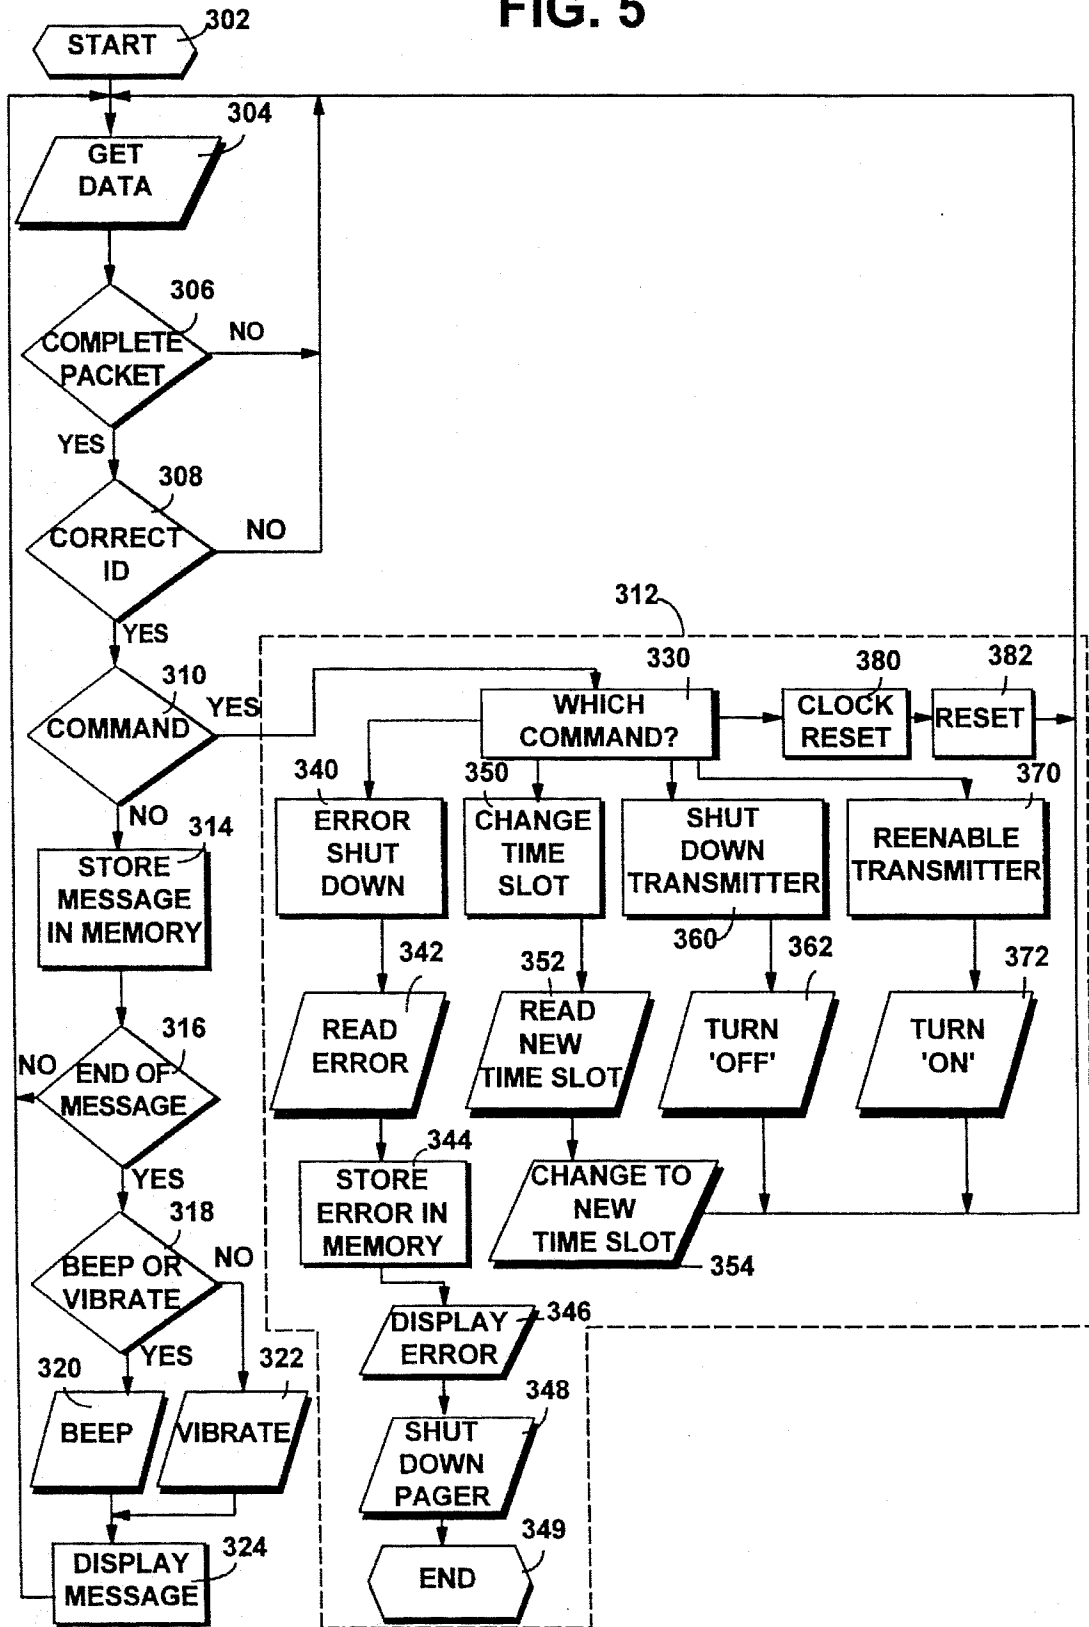 FIG. 5
302
START
304
GET
DATA
306
COMPLETE
PACKET
NO
YES
308
CORRECT
ID
NO
YES
310
COMMAND
YES
NO
312
330
WHICH
COMMAND?
380
CLOCK
RESET
382
RESET
340
ERROR
SHUT
DOWN
350
CHANGE
TIME
SLOT
SHUT
DOWN
TRANSMITTER
360
370
REENABLE
TRANSMITTER
314
STORE
MESSAGE
IN MEMORY
342
READ
ERROR
352
READ
NEW
TIME SLOT
362
TURN
'OFF'
372
TURN
'ON'
316
NO
END OF
MESSAGE
YES
344
STORE
ERROR IN
MEMORY
CHANGE TO
NEW
TIME SLOT
354
318
BEEP OR
VIBRATE
NO
YES
346
DISPLAY
ERROR
320
BEEP
322
VIBRATE
348
SHUT
DOWN
PAGER
324
DISPLAY
MESSAGE
349
END